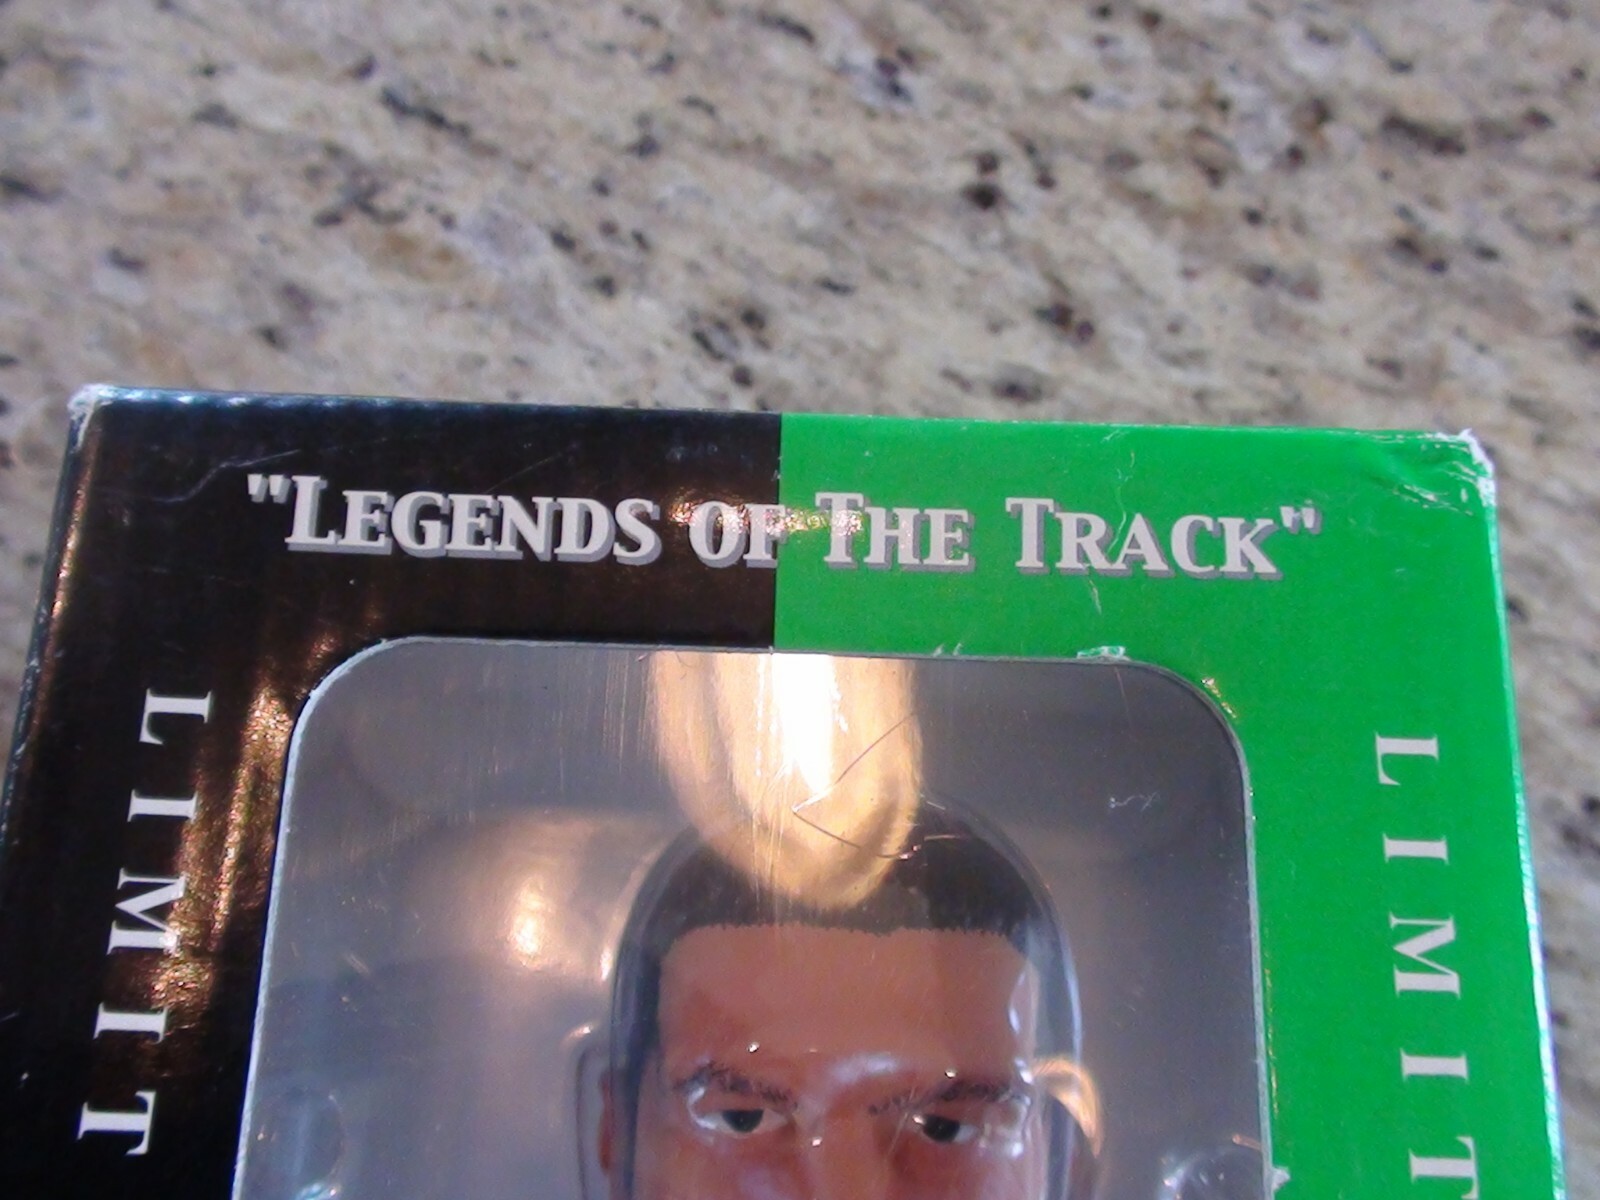 "LEGENDS OF THE TRACK"
LIMIT
LIMIT